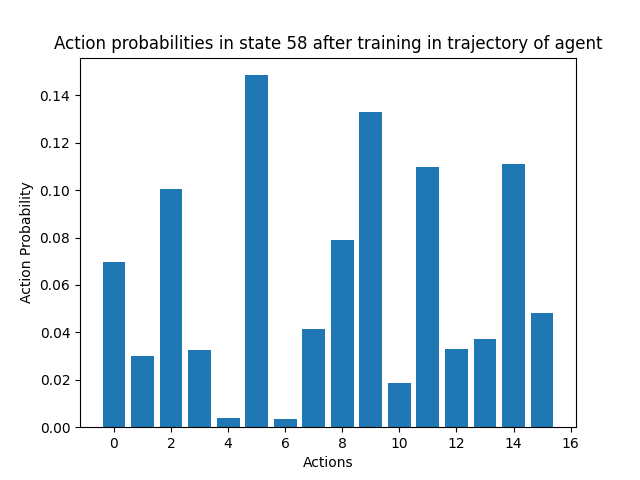 Action probabilities in state 58 after training in trajectory of agent
0.14
0.12
0.10
0.08
0.06
0.04
0.02
0.00
Action Probability
0 2 4 6 8 10 12 14 16
Actions